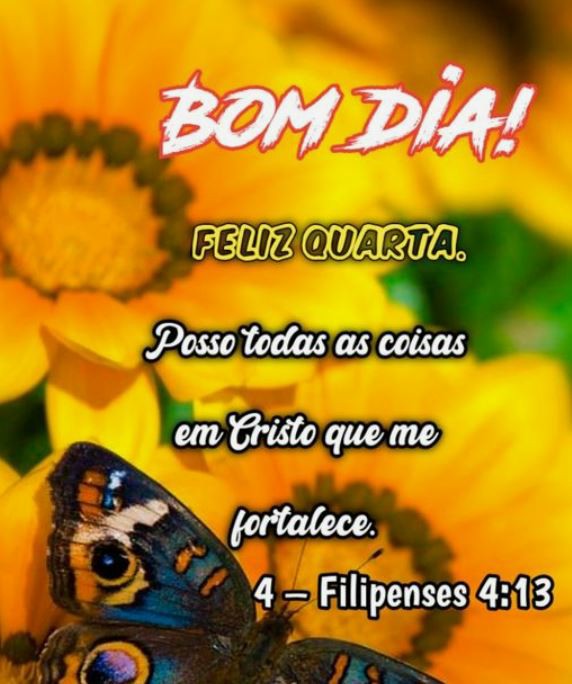 BOM DIA!
FELIZ QUARTA.
Posso todas as coisas
em Cristo que me
fortalece.
4 – Filipenses 4:13